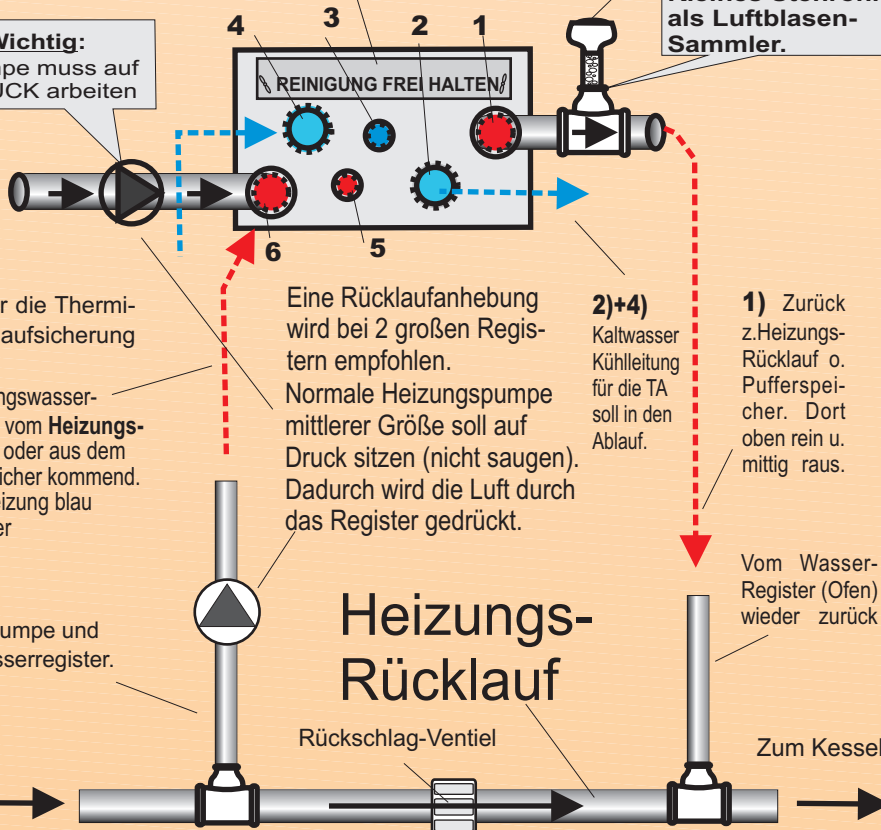 Wichtig:
pe muss auf
UCK arbeiten
4
3
2
1
als Luftblasen-
Sammler.
REINIGUNG FREI HALTEN
6
5
r die Thermi-
aufsicherung
ngswasser-
vom Heizungs-
oder aus dem
icher kommend.
eizung blau
er
umpe und
sserregister.
Eine Rücklaufanhebung
wird bei 2 großen Regis-
tern empfohlen.
Normale Heizungspumpe
mittlerer Größe soll auf
Druck sitzen (nicht saugen).
Dadurch wird die Luft durch
das Register gedrückt.
2)+4)
Kaltwasser
Kühlleitung
für die TA
soll in den
Ablauf.
1) Zurück
z.Heizungs-
Rücklauf o.
Pufferspei-
cher. Dort
oben rein u.
mittig raus.
Vom Wasser-
Register (Ofen)
wieder zurück
Heizungs-
Rücklauf
Rückschlag-Ventiel
Zum Kessel